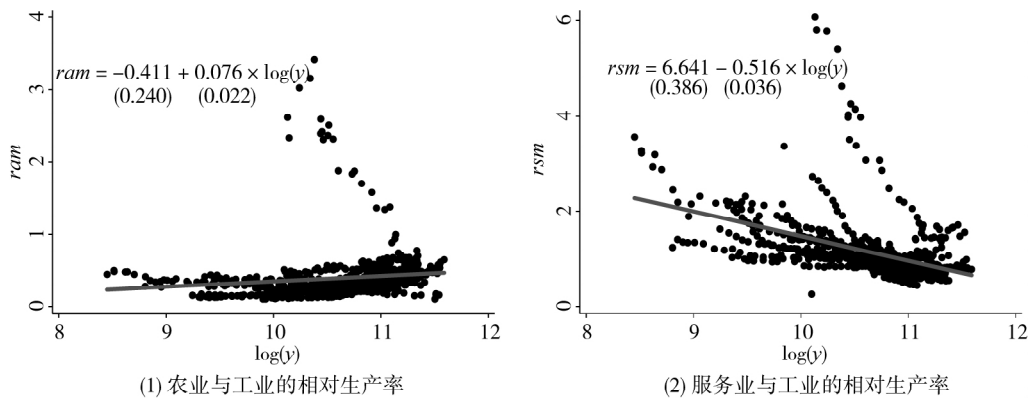 4
3
2
1
0
ram
ram = −0.411 + 0.076 × log(y)
(0.240) (0.022)
8 9 10 11 12
log(y)
(1) 农业与工业的相对生产率
6
4
2
0
rsm
rsm = 6.641 − 0.516 × log(y)
(0.386) (0.036)
8 9 10 11 12
log(y)
(2) 服务业与工业的相对生产率